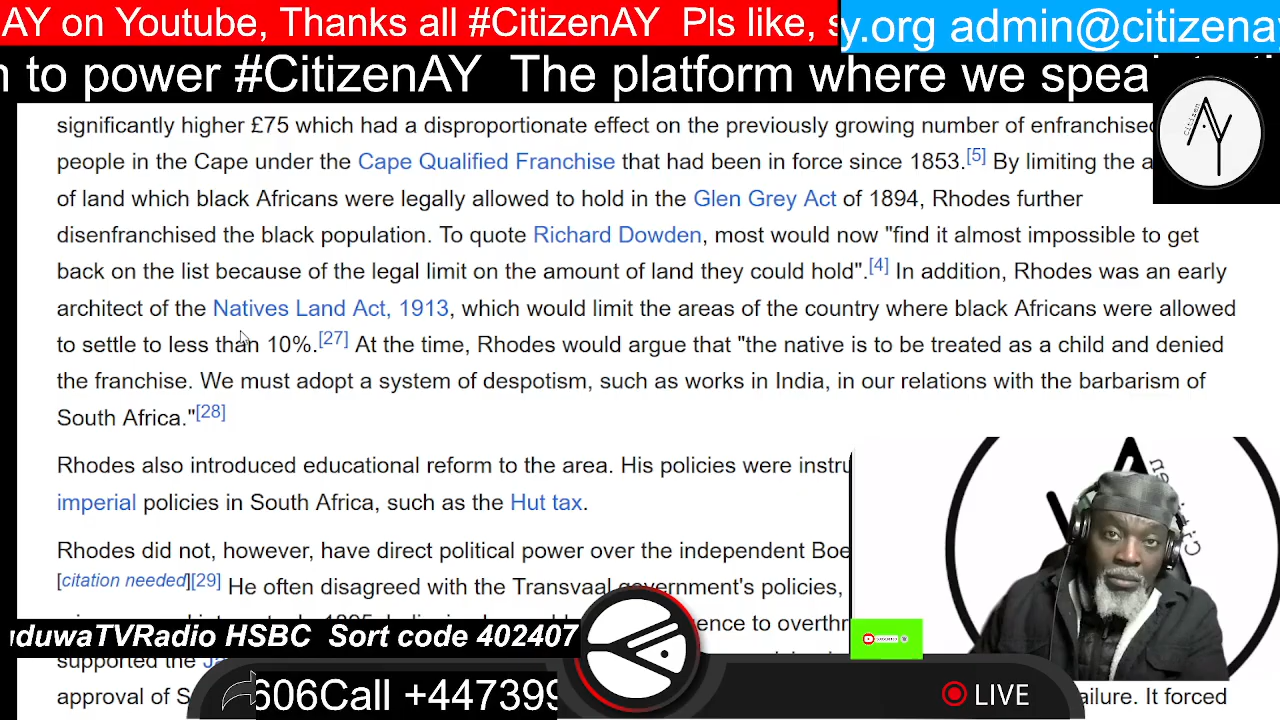 AY on Youtube, Thanks all #CitizenAY Pls like,
y.org admin@citizenay
to power #CitizenAY The platform where we speak
Citizen AY
significantly higher £75 which had a disproportionate effect on the previously growing number of enfranchised
people in the Cape under the Cape Qualified Franchise that had been in force since 1853.[5] By limiting the
of land which black Africans were legally allowed to hold in the Glen Grey Act of 1894, Rhodes further
disenfranchised the black population. To quote Richard Dowden, most would now "find it almost impossible to get
back on the list because of the legal limit on the amount of land they could hold".[4] In addition, Rhodes was an early
architect of the Natives Land Act, 1913, which would limit the areas of the country where black Africans were allowed
to settle to less than 10%.[27] At the time, Rhodes would argue that "the native is to be treated as a child and denied
the franchise. We must adopt a system of despotism, such as works in India, in our relations with the barbarism of
South Africa."[28]
Rhodes also introduced educational reform to the area. His policies were instru
imperial policies in South Africa, such as the Hut tax.
Rhodes did not, however, have direct political power over the independent Boe
[citation needed][29] He often disagreed with the Transvaal government's policies,
to overthr
supported the
approval of S
failure. It forced
uduwaTVRadio HSBC Sort code 402407
606Call +447399
LIVE